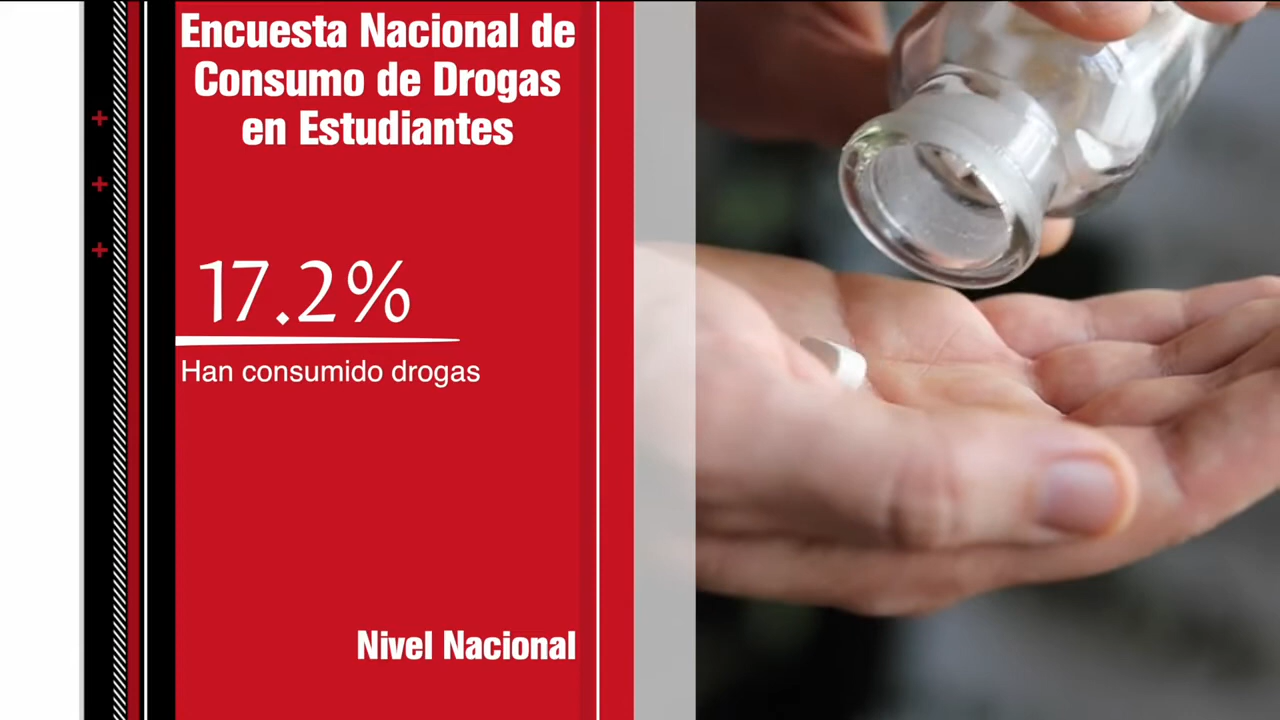 Encuesta Nacional de
Consumo de Drogas
en Estudiantes
17.2%
Han consumido drogas
Nivel Nacional